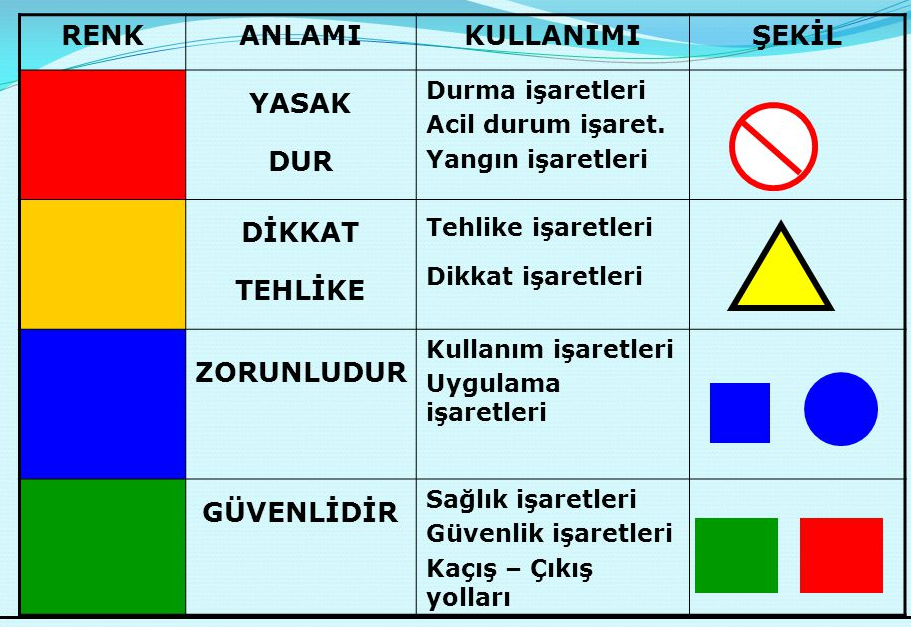 RENK ANLAMI KULLANIMI ŞEKİL
YASAK
DUR
Durma işaretleri
Acil durum işaret.
Yangın işaretleri
DİKKAT
TEHLİKE
Tehlike işaretleri
Dikkat işaretleri
ZORUNLUDUR
Kullanım işaretleri
Uygulama
işaretleri
GÜVENLİDİR
Sağlık işaretleri
Güvenlik işaretleri
Kaçış – Çıkış
yolları